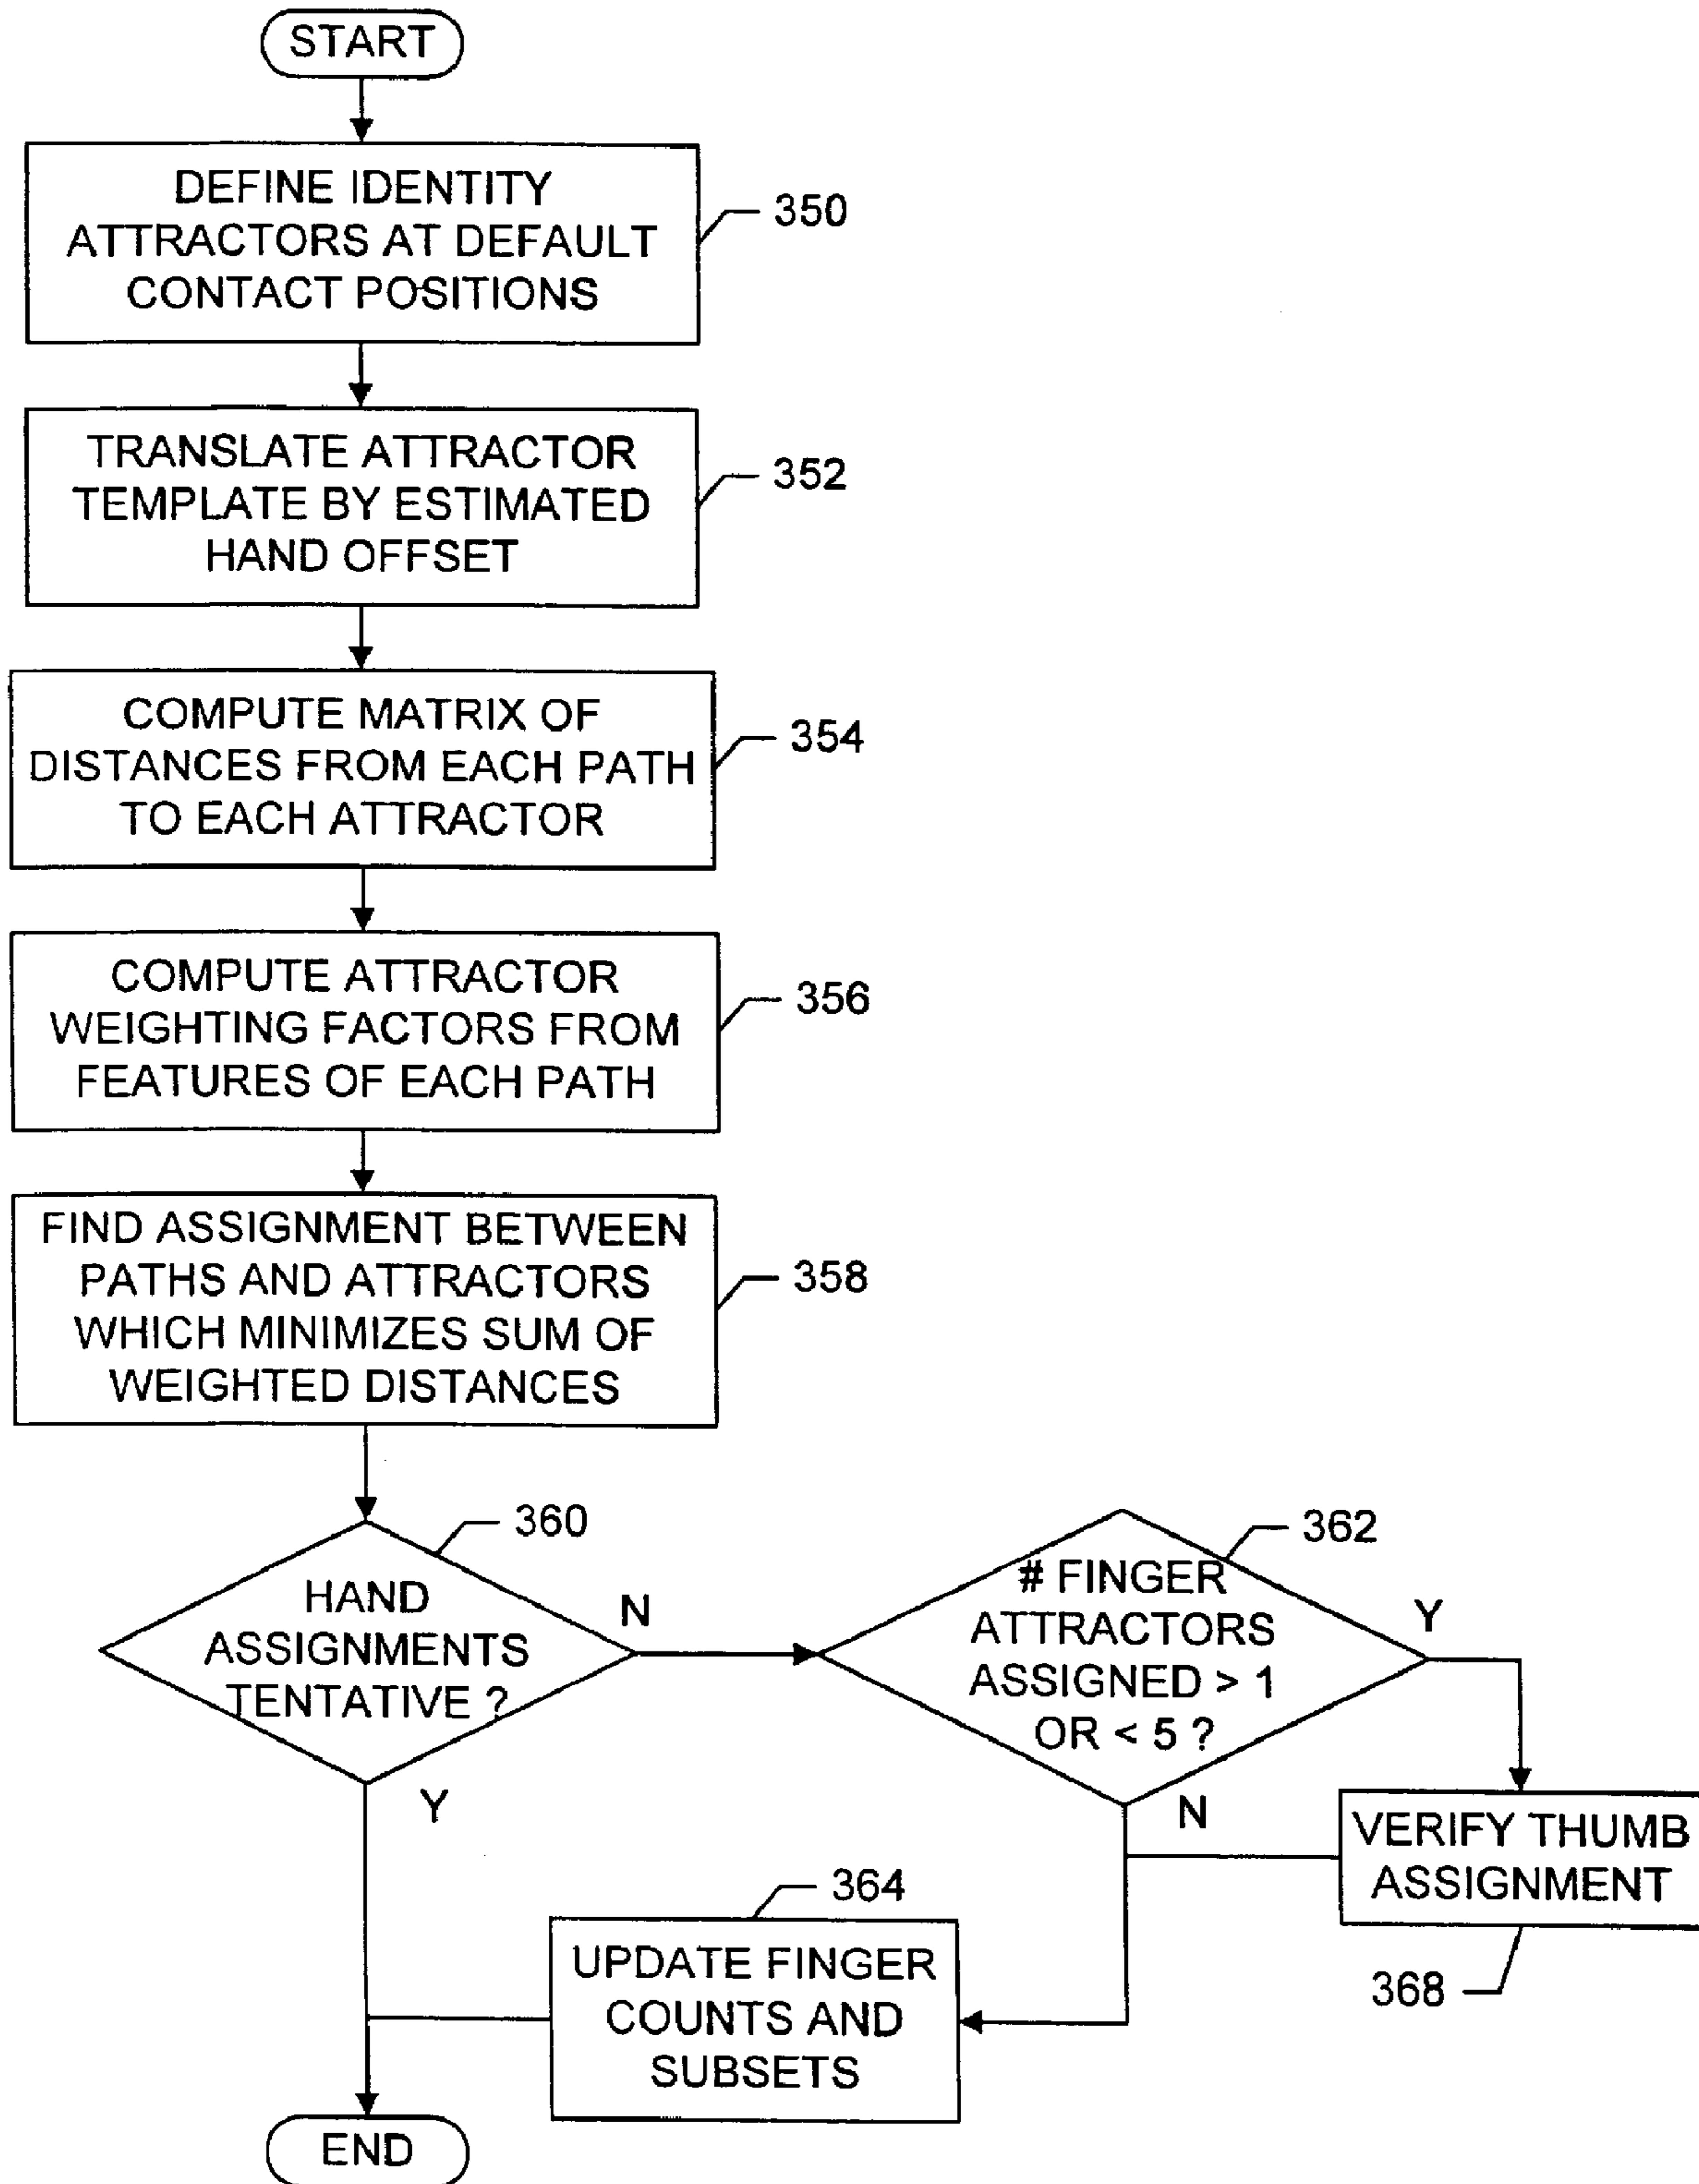 START
DEFINE IDENTITY
ATTRACTORS AT DEFAULT
CONTACT POSITIONS
350
TRANSLATE ATTRACTOR
TEMPLATE BY ESTIMATED
HAND OFFSET
352
COMPUTE MATRIX OF
DISTANCES FROM EACH PATH
TO EACH ATTRACTOR
354
COMPUTE ATTRACTOR
WEIGHTING FACTORS FROM
FEATURES OF EACH PATH
356
FIND ASSIGNMENT BETWEEN
PATHS AND ATTRACTORS
WHICH MINIMIZES SUM OF
WEIGHTED DISTANCES
358
360
HAND
ASSIGNMENTS
TENTATIVE ?
N
Y
362
# FINGER
ATTRACTORS
ASSIGNED > 1
OR < 5 ?
Y
N
VERIFY THUMB
ASSIGNMENT
368
364
UPDATE FINGER
COUNTS AND
SUBSETS
END